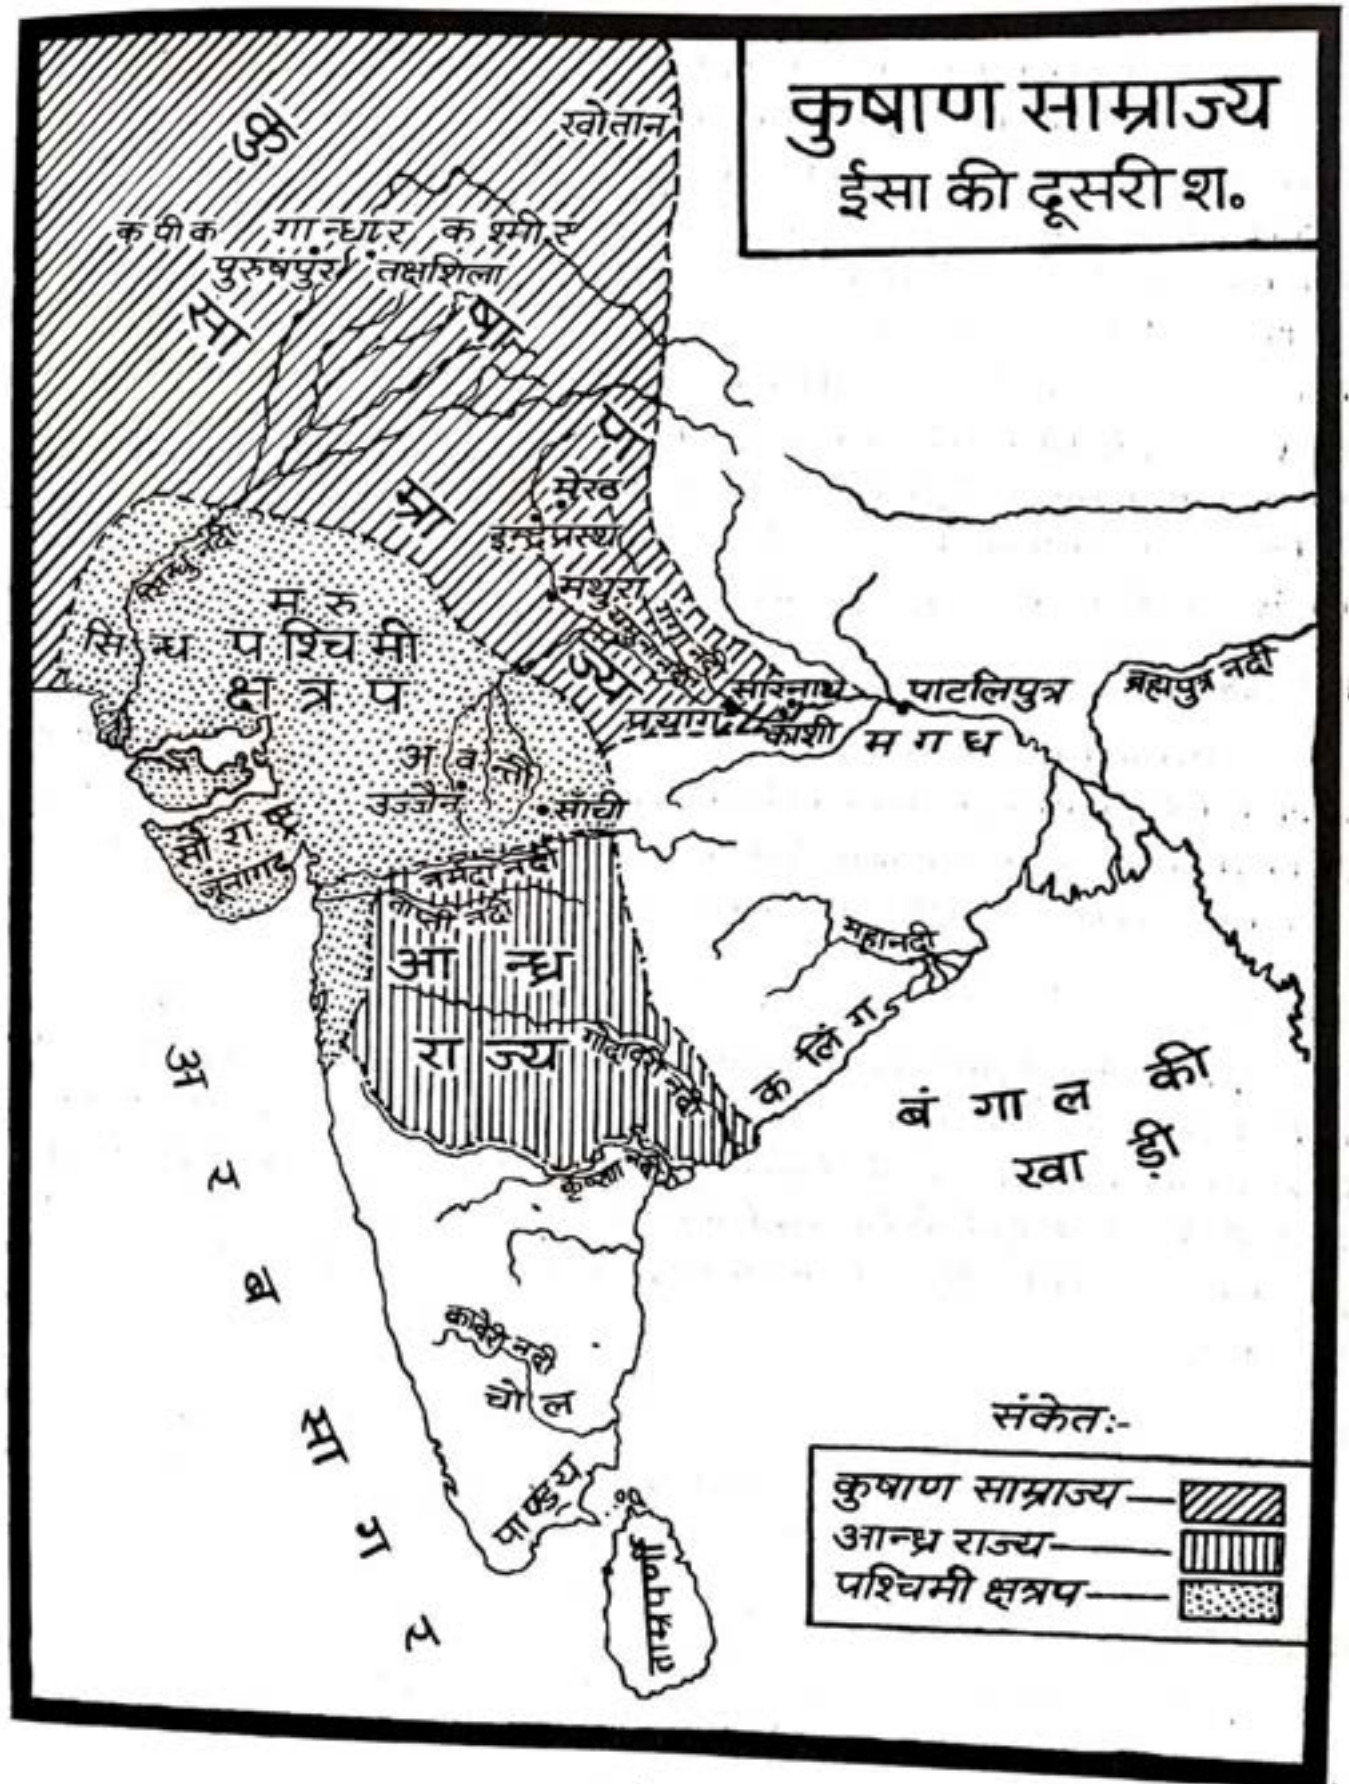 कुषाण साम्राज्य
ईसा की दूसरी श.
खोतान
कु षा ण
कपीक गान्धार कश्मीर
पुरुषपुर तक्षशिला
सा म्रा ज्य
मेरठ
इन्द्रप्रस्थ
मथुरा
गंगा नदी
यमुना नदी
सिन्धु नदी
मरु
सिन्ध पश्चिमी
क्षत्रप
सारनाथ
पाटलिपुत्र
ब्रह्मपुत्र नदी
प्रयाग
काशी
मगध
अवन्ती
उज्जैन
साँची
सौराष्ट्र
जूनागढ़
नर्मदा नदी
ताप्ती नदी
महानदी
आन्ध्र
राज्य
गोदावरी नदी
कलिंग
अरब सागर
बंगाल की
खाड़ी
कृष्णा नदी
कावेरी नदी
चोल
पाण्ड्य
संकेतः-
कुषाण साम्राज्य
आन्ध्र राज्य
पश्चिमी क्षत्रप